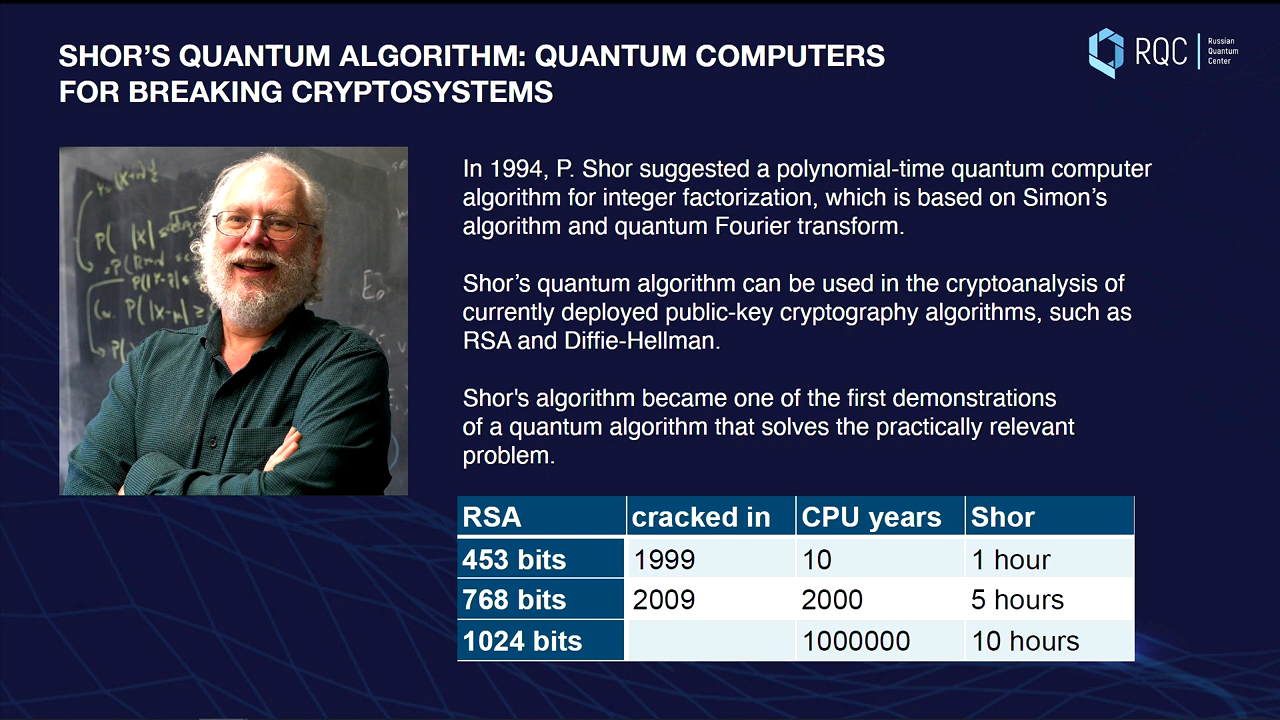 SHOR'S QUANTUM ALGORITHM: QUANTUM COMPUTERS
FOR BREAKING CRYPTOSYSTEMS
RQC
Russian
Quantum
Center
In 1994, P. Shor suggested a polynomial-time quantum computer
algorithm for integer factorization, which is based on Simon's
algorithm and quantum Fourier transform.
Shor's quantum algorithm can be used in the cryptoanalysis of
currently deployed public-key cryptography algorithms, such as
RSA and Diffie-Hellman.
Shor's algorithm became one of the first demonstrations
of a quantum algorithm that solves the practically relevant
problem.
RSA cracked in CPU years Shor
453 bits 1999 10 1 hour
768 bits 2009 2000 5 hours
1024 bits 1000000 10 hours